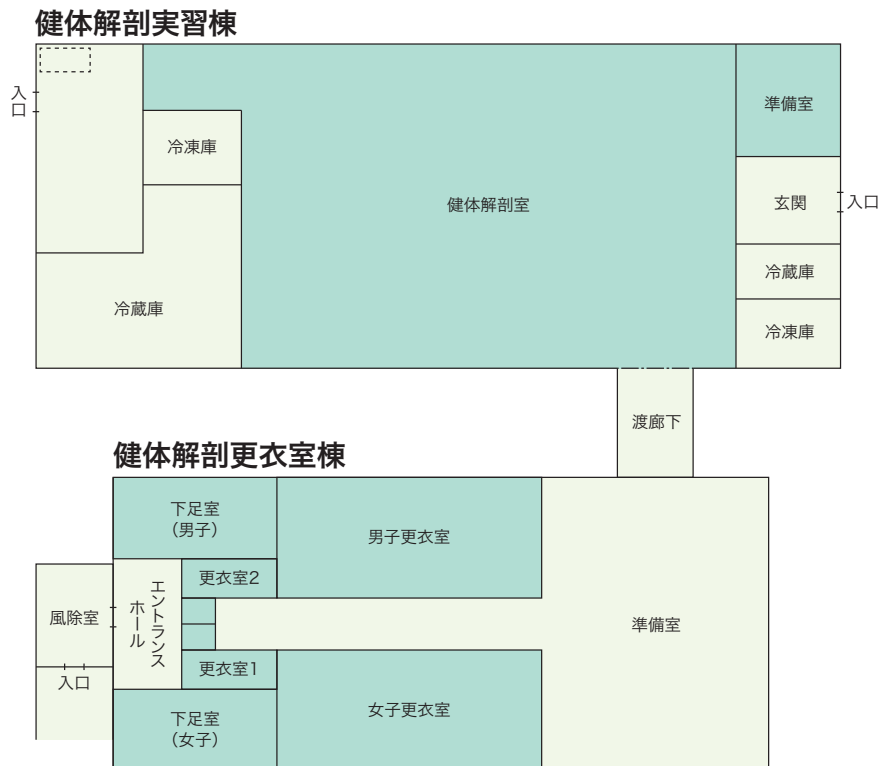 健体解剖実習棟
入口
冷凍庫
冷蔵庫
健体解剖室
準備室
玄関
入口
冷蔵庫
冷凍庫
渡廊下
健体解剖更衣室棟
下足室
（男子）
男子更衣室
更衣室2
エントランス
ホール
風除室
入口
準備室
更衣室1
女子更衣室
下足室
（女子）